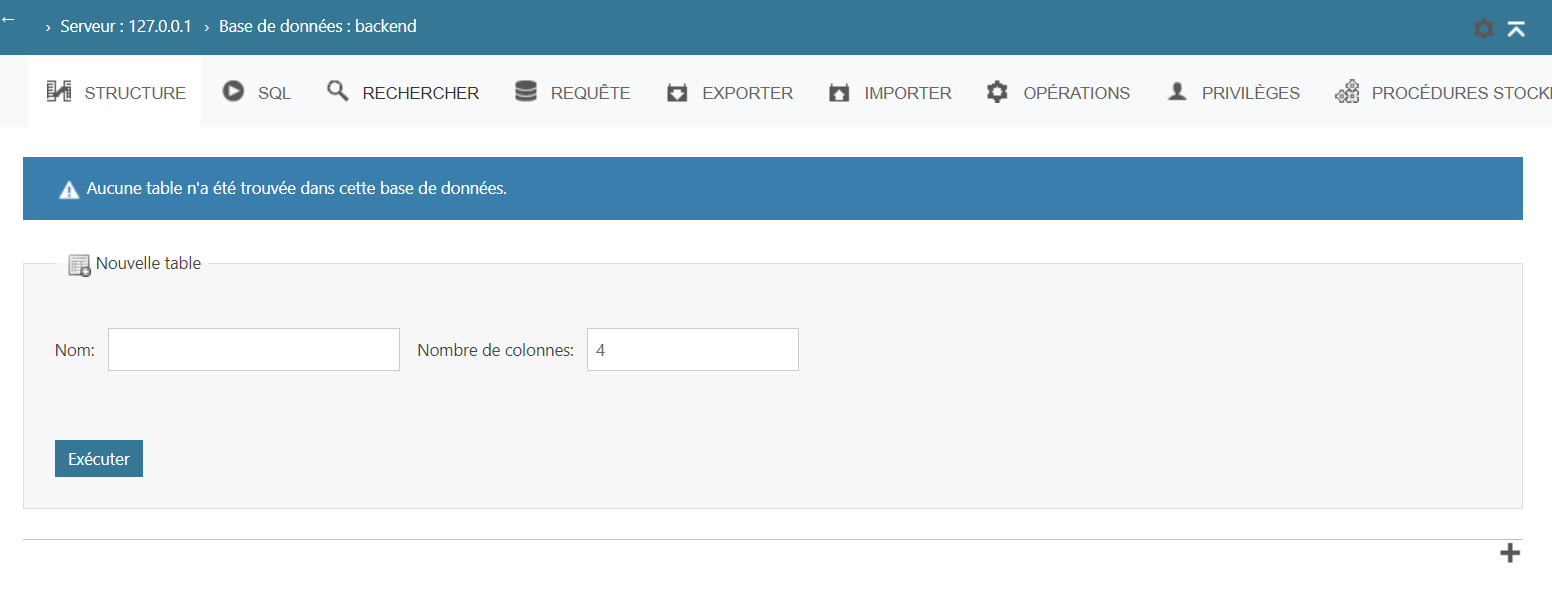 ← › Serveur : 127.0.0.1 › Base de données : backend
STRUCTURE SQL RECHERCHER REQUÊTE EXPORTER IMPORTER OPÉRATIONS PRIVILÈGES PROCÉDURES STOCK
Aucune table n'a été trouvée dans cette base de données.
Nouvelle table
Nom: Nombre de colonnes: 4
Exécuter